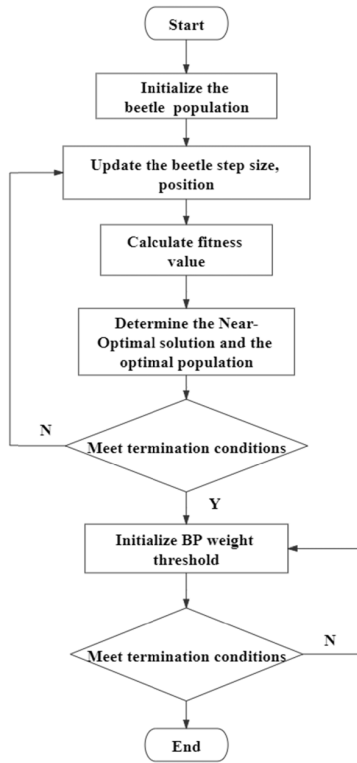 Start
Initialize the
beetle population
Update the beetle step size,
position
Calculate fitness
value
Determine the Near-
Optimal solution and the
optimal population
N
Meet termination conditions
Y
Initialize BP weight
threshold
N
Meet termination conditions
End